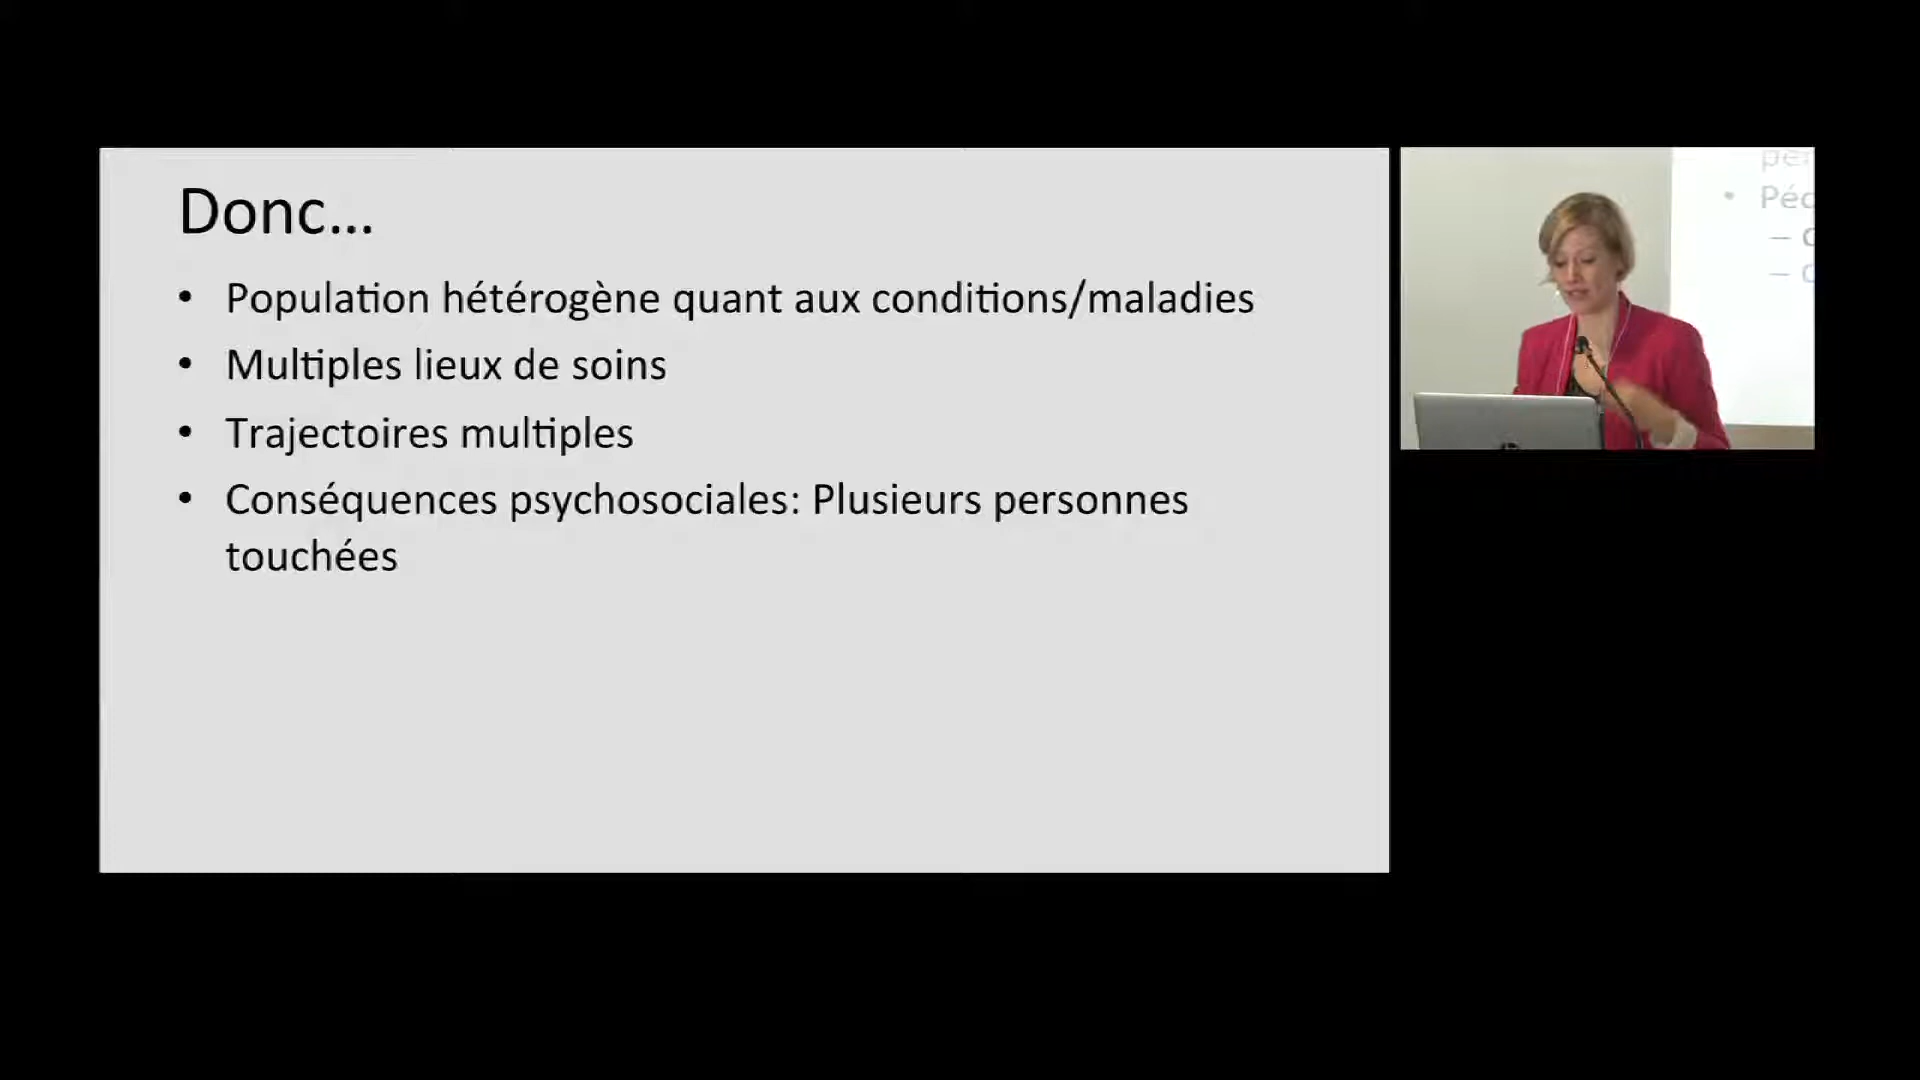 Donc...
• Population hétérogène quant aux conditions/maladies
• Multiples lieux de soins
• Trajectoires multiples
• Conséquences psychosociales: Plusieurs personnes
touchées